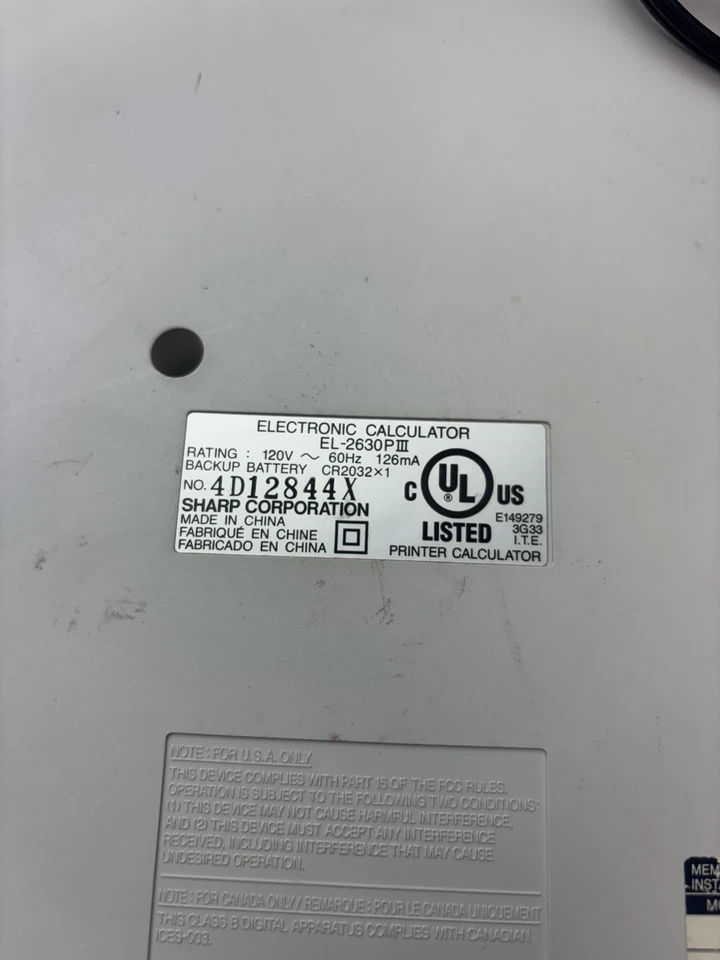 ELECTRONIC CALCULATOR
EL-2630PⅢ
RATING : 120V ～ 60Hz 126mA
BACKUP BATTERY CR2032×1
NO. 4D12844X
SHARP CORPORATION
MADE IN CHINA
FABRIQUÉ EN CHINE
FABRICADO EN CHINA
C UL ® US
LISTED
E149279
3G33
I.T.E.
PRINTER CALCULATOR
NOTE : FOR U.S.A. ONLY
THIS DEVICE COMPLIES WITH PART 15 OF THE FCC RULES.
OPERATION IS SUBJECT TO THE FOLLOWING TWO CONDITIONS:
(1) THIS DEVICE MAY NOT CAUSE HARMFUL INTERFERENCE,
AND (2) THIS DEVICE MUST ACCEPT ANY INTERFERENCE
RECEIVED, INCLUDING INTERFERENCE THAT MAY CAUSE
UNDESIRED OPERATION.
NOTE : FOR CANADA ONLY / REMARQUE : POUR LE CANADA UNIQUEMENT
THIS CLASS B DIGITAL APPARATUS COMPLIES WITH CANADIAN
ICES-003.
MEM
INST
MO